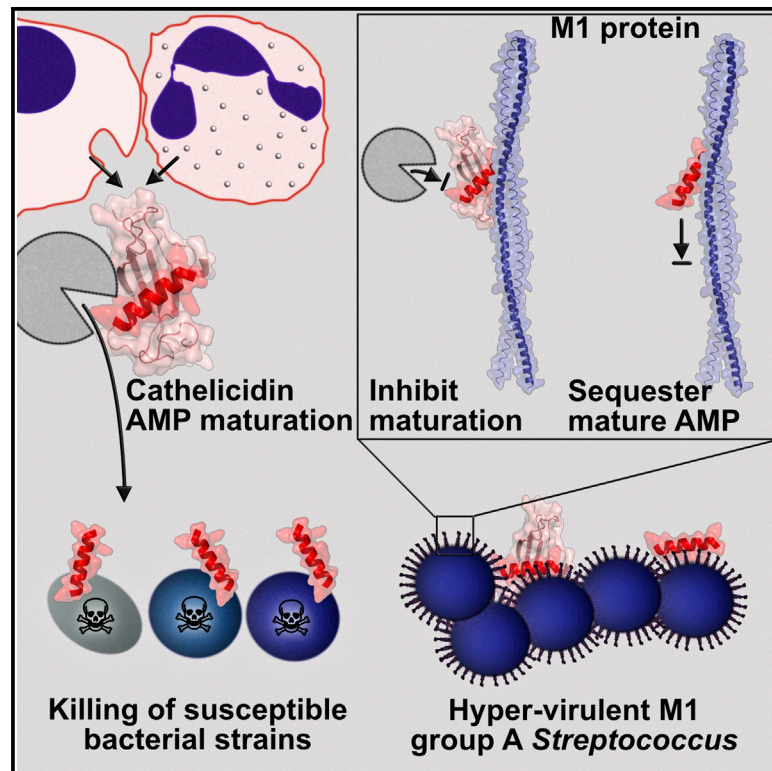 M1 protein
Cathelicidin
AMP maturation
Inhibit
maturation
Sequester
mature AMP
Killing of susceptible
bacterial strains
Hyper-virulent M1
group A Streptococcus